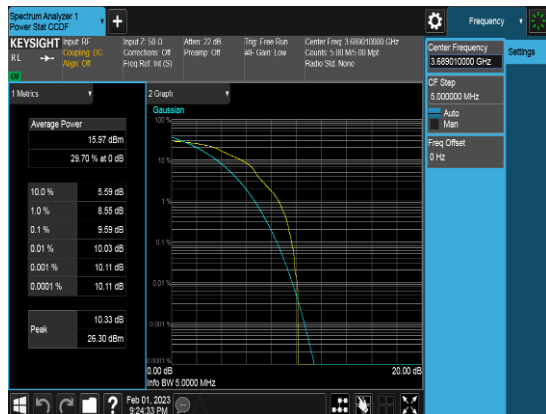 Spectrum Analyzer 1
Power Stat CCDF
Frequency
KEYSIGHT
RL
Input: RF
Coupling: DC
Align: Off
Input Z: 50 Ω
Corrections: Off
Freq Ref: Int (S)
Atten: 22 dB
Preamp: Off
Trig: Free Run
#IF Gain: Low
Center Freq: 3.689010000 GHz
Counts: 5.00 M/5.00 Mpt
Radio Std: None
Center Frequency
3.689010000 GHz
Settings
CF Step
5.000000 MHz
Auto
Man
Freq Offset
0 Hz
1 Metrics
Average Power
15.97 dBm
29.70 % at 0 dB
10.0 % 5.59 dB
1.0 % 8.55 dB
0.1 % 9.59 dB
0.01 % 10.03 dB
0.001 % 10.11 dB
0.0001 % 10.11 dB
Peak
10.33 dB
26.30 dBm
2 Graph
Gaussian
100 %
10 %
1 %
0.1 %
0.01 %
0.001 %
0.0001 %
0.00 dB
20.00 dB
Info BW 5.0000 MHz
Feb 01, 2023
9:24:33 PM